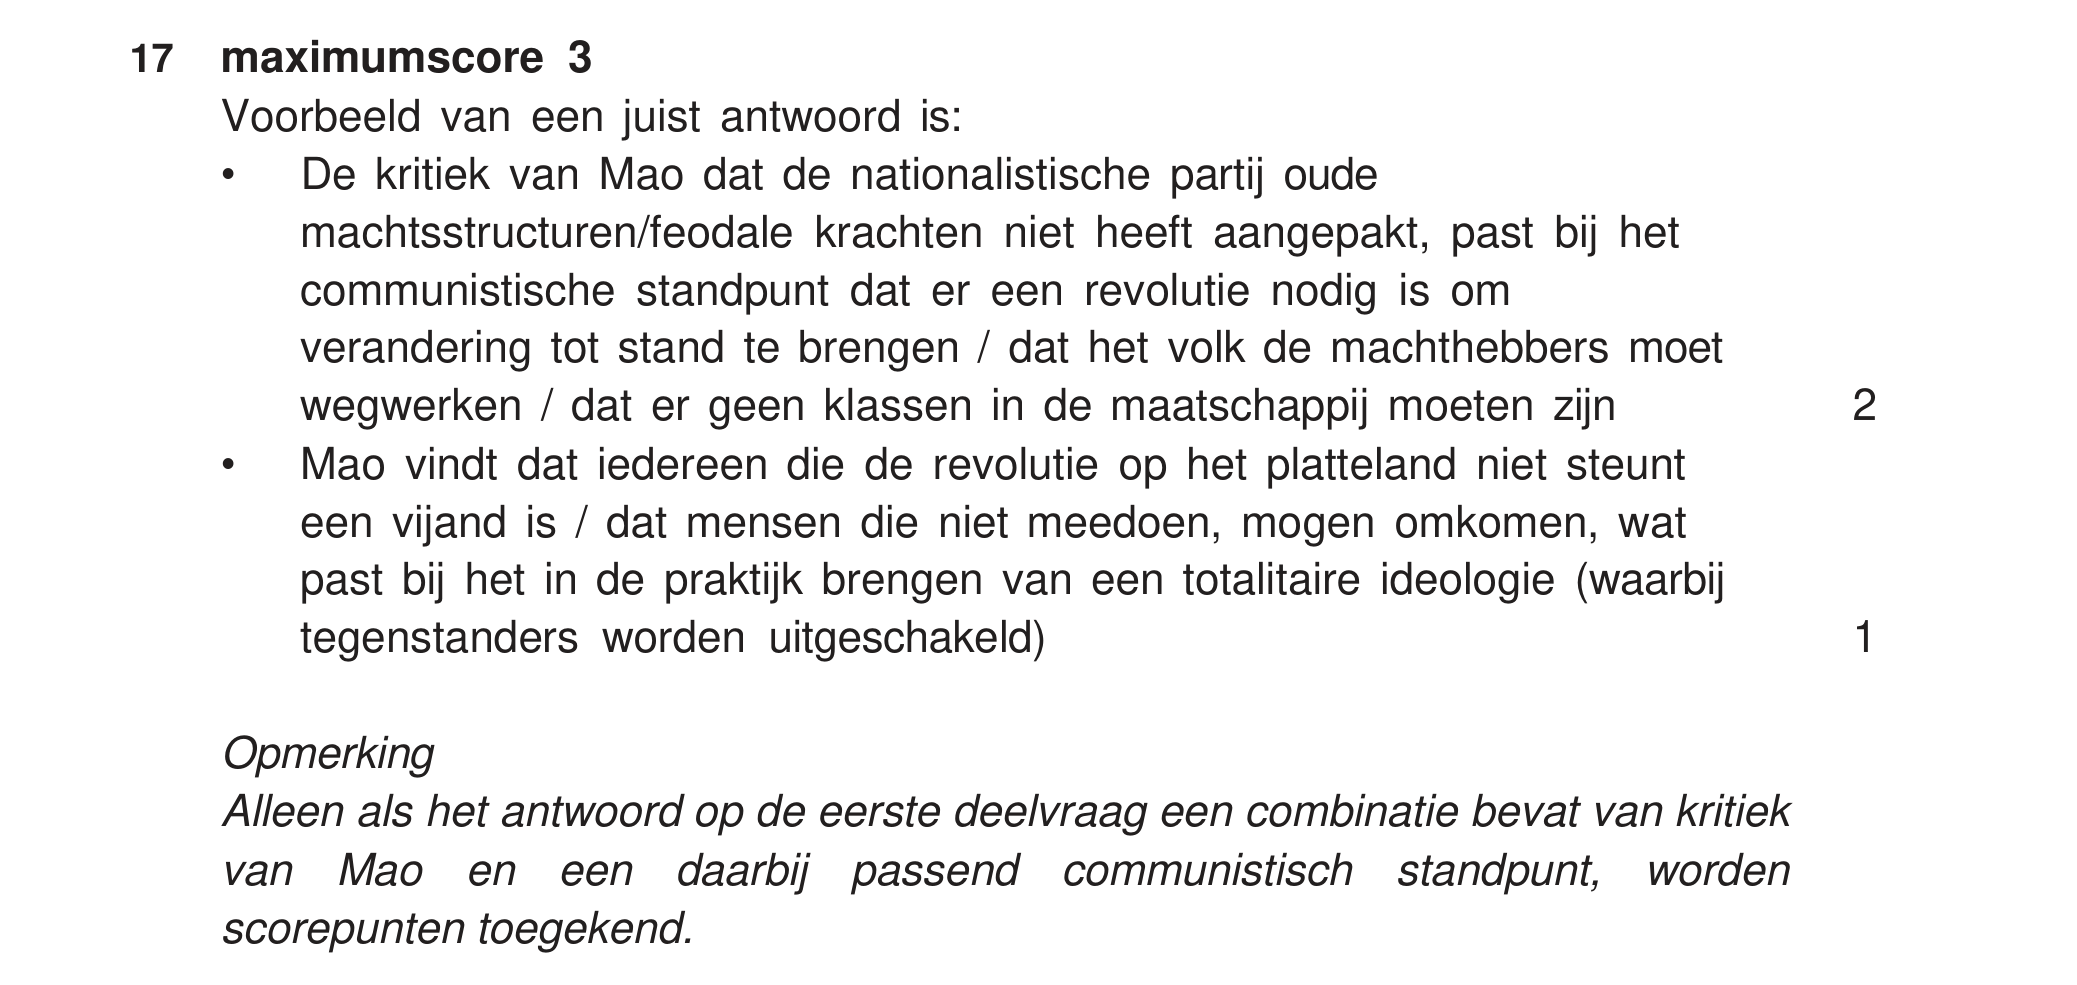 17 maximumscore 3
Voorbeeld van een juist antwoord is:
• De kritiek van Mao dat de nationalistische partij oude
machtsstructuren/feodale krachten niet heeft aangepakt, past bij het
communistische standpunt dat er een revolutie nodig is om
verandering tot stand te brengen / dat het volk de machthebbers moet
wegwerken / dat er geen klassen in de maatschappij moeten zijn 2
• Mao vindt dat iedereen die de revolutie op het platteland niet steunt
een vijand is / dat mensen die niet meedoen, mogen omkomen, wat
past bij het in de praktijk brengen van een totalitaire ideologie (waarbij
tegenstanders worden uitgeschakeld) 1
Opmerking
Alleen als het antwoord op de eerste deelvraag een combinatie bevat van kritiek
van Mao en een daarbij passend communistisch standpunt, worden
scorepunten toegekend.